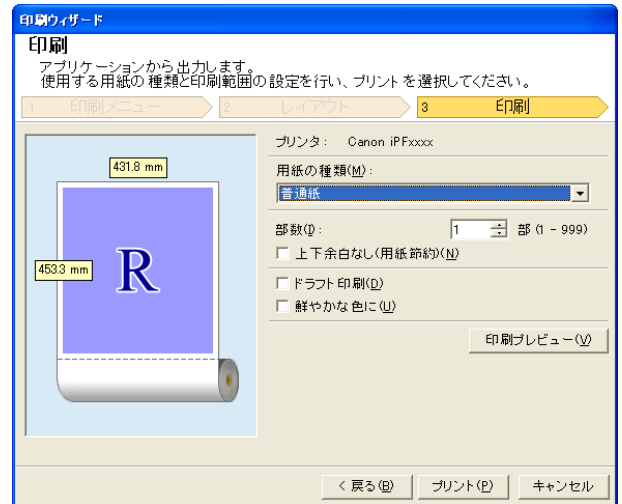 印刷ウィザード
印刷
アプリケーションから出力します。
使用する用紙の種類と印刷範囲の設定を行い、プリントを選択してください。
1 印刷メニュー 2 レイアウト 3 印刷
プリンタ: Canon iPFxxxx
431.8 mm
用紙の種類(M):
普通紙
部数(I): 1 部 (1 - 999)
上下余白なし(用紙節約)(N)
453.3 mm
R
ドラフト印刷(D)
鮮やかな色に(U)
印刷プレビュー(V)
< 戻る(B) プリント(P) キャンセル